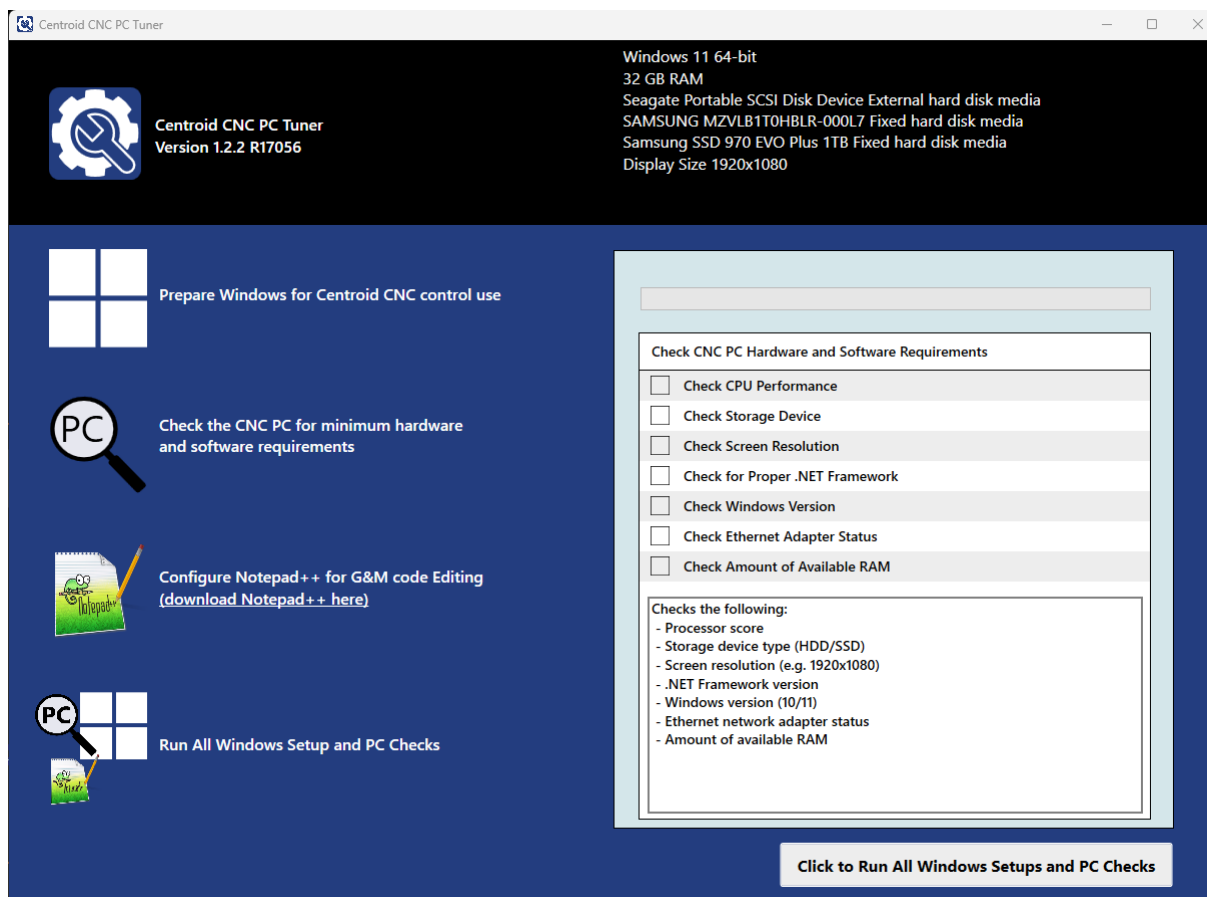 Centroid CNC PC Tuner
Centroid CNC PC Tuner
Version 1.2.2 R17056
Windows 11 64-bit
32 GB RAM
Seagate Portable SCSI Disk Device External hard disk media
SAMSUNG MZVLB1T0HBLR-000L7 Fixed hard disk media
Samsung SSD 970 EVO Plus 1TB Fixed hard disk media
Display Size 1920x1080
Prepare Windows for Centroid CNC control use
PC
Check the CNC PC for minimum hardware
and software requirements
Notepad++
Configure Notepad++ for G&M code Editing
(download Notepad++ here)
PC
Run All Windows Setup and PC Checks
Check CNC PC Hardware and Software Requirements
Check CPU Performance
Check Storage Device
Check Screen Resolution
Check for Proper .NET Framework
Check Windows Version
Check Ethernet Adapter Status
Check Amount of Available RAM
Checks the following:
- Processor score
- Storage device type (HDD/SSD)
- Screen resolution (e.g. 1920x1080)
- .NET Framework version
- Windows version (10/11)
- Ethernet network adapter status
- Amount of available RAM
Click to Run All Windows Setups and PC Checks